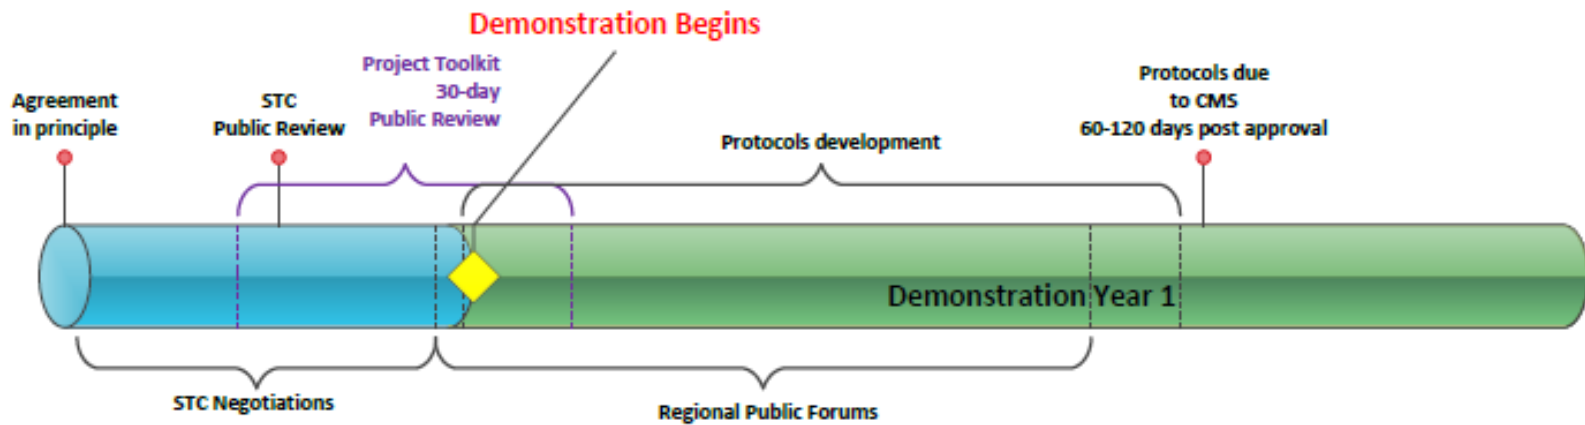 Demonstration Begins
Agreement
in principle
STC
Public Review
Project Toolkit
30-day
Public Review
Protocols development
Protocols due
to CMS
60-120 days post approval
Demonstration Year 1
STC Negotiations
Regional Public Forums